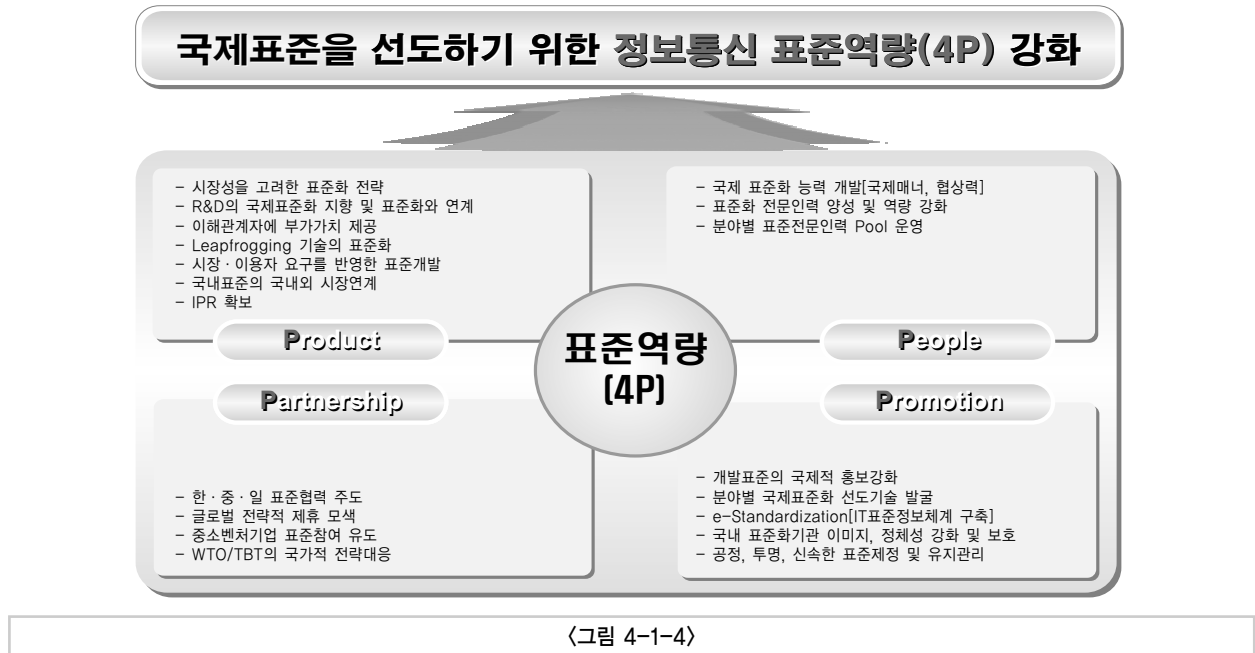 국제표준을 선도하기 위한 정보통신 표준역량(4P) 강화
- 시장성을 고려한 표준화 전략
- R&D의 국제표준화 지향 및 표준화와 연계
- 이해관계자에 부가가치 제공
- Leapfrogging 기술의 표준화
- 시장·이용자 요구를 반영한 표준개발
- 국내표준의 국내외 시장연계
- IPR 확보
Product
- 국제 표준화 능력 개발[국제매너, 협상력]
- 표준화 전문인력 양성 및 역량 강화
- 분야별 표준전문인력 Pool 운영
People
표준역량
(4P)
Partnership
- 한·중·일 표준협력 주도
- 글로벌 전략적 제휴 모색
- 중소벤처기업 표준참여 유도
- WTO/TBT의 국가적 전략대응
Promotion
- 개발표준의 국제적 홍보강화
- 분야별 국제표준화 선도기술 발굴
- e-Standardization[IT표준정보체계 구축]
- 국내 표준화기관 이미지, 정체성 강화 및 보호
- 공정, 투명, 신속한 표준제정 및 유지관리
〈그림 4-1-4〉